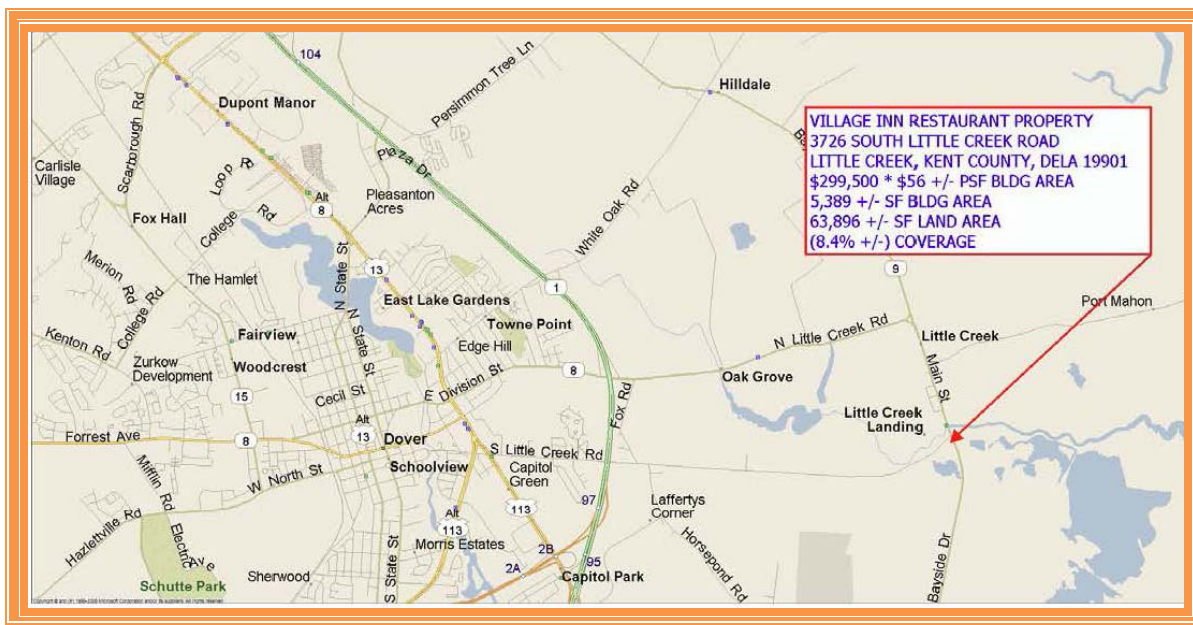 104
Persimmon Tree Ln
Hilldale
Dupont Manor
Scarborough Rd
Plaza Dr
VILLAGE INN RESTAURANT PROPERTY
3726 SOUTH LITTLE CREEK ROAD
LITTLE CREEK, KENT COUNTY, DELA 19901
$299,500 * $56 +/- PSF BLDG AREA
5,389 +/- SF BLDG AREA
63,896 +/- SF LAND AREA
(8.4% +/-) COVERAGE
Carlisle
Village
Loop Rd
Alt
8
Pleasanton
Acres
White Oak Rd
Fox Hall
College Rd
N State St
Merion Rd
The Hamlet
13
9
1
Port Mahon
College Rd
East Lake Gardens
N State St
Towne Point
N Little Creek Rd
Little Creek
Kenton Rd
Fairview
Edge Hill
Zurkow
Development
Woodcrest
8
Oak Grove
Main St
15
Cecil St
E Division St
Fox Rd
Little Creek
Landing
Alt
13
Forrest Ave
8
Dover
S Little Creek Rd
Mifflin Rd
W North St
Schoolview
Capitol
Green
Hazlettville Rd
97
Laffertys
Corner
Alt
113
113
Electric Ave
Morris Estates
2B
Horsepond Rd
2A
95
Schutte Park
Sherwood
S State St
Capitol Park
Bayside Dr